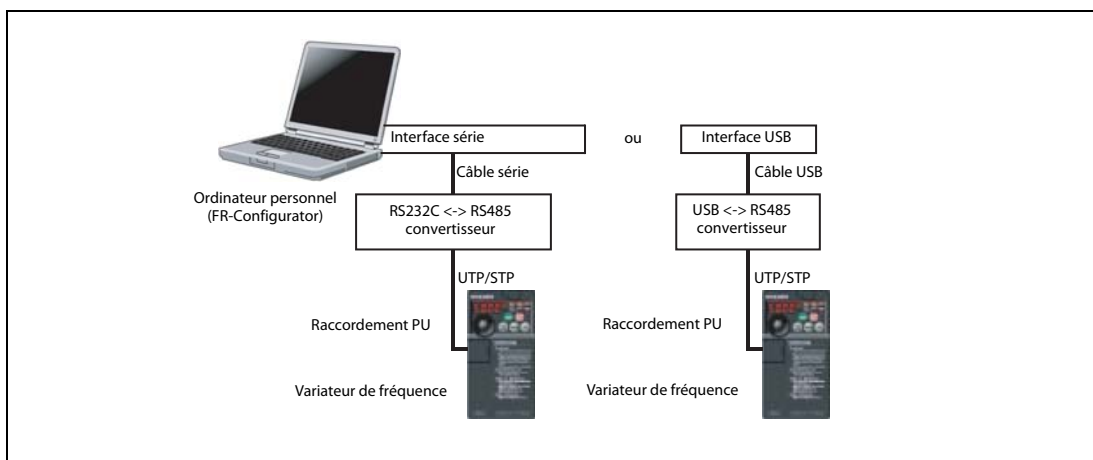 Interface série
ou
Interface USB
Câble série
Câble USB
Ordinateur personnel
(FR-Configurator)
RS232C <-> RS485
convertisseur
USB <-> RS485
convertisseur
UTP/STP
UTP/STP
Raccordement PU
Raccordement PU
Variateur de fréquence
Variateur de fréquence